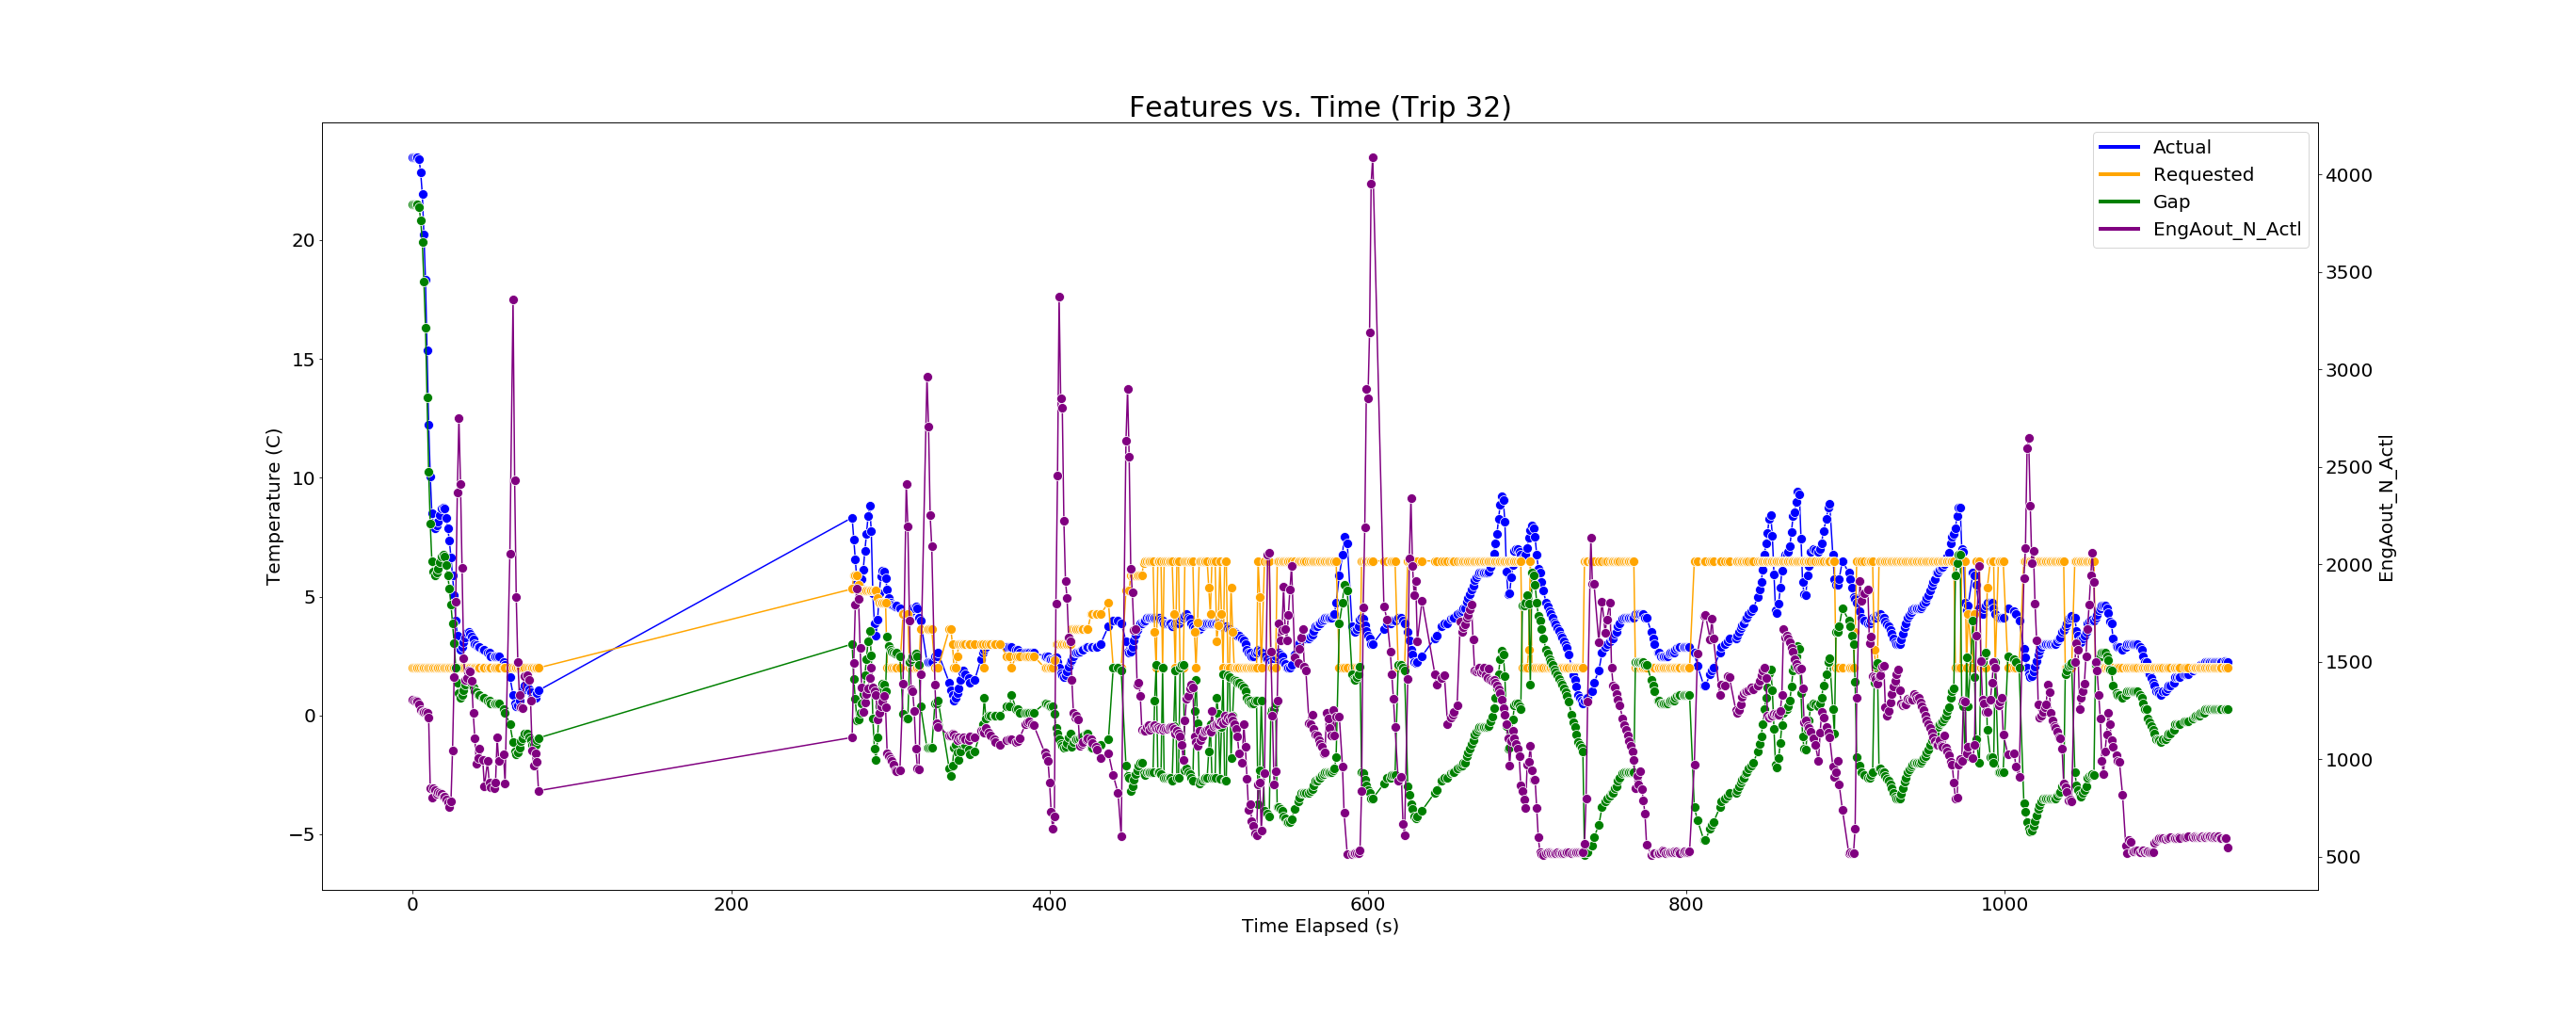 Features vs. Time (Trip 32)
Actual
Requested
Gap
EngAout_N_Actl
Temperature (C)
20
15
10
5
0
−5
EngAout_N_Actl
4000
3500
3000
2500
2000
1500
1000
500
0 200 400 600 800 1000
Time Elapsed (s)